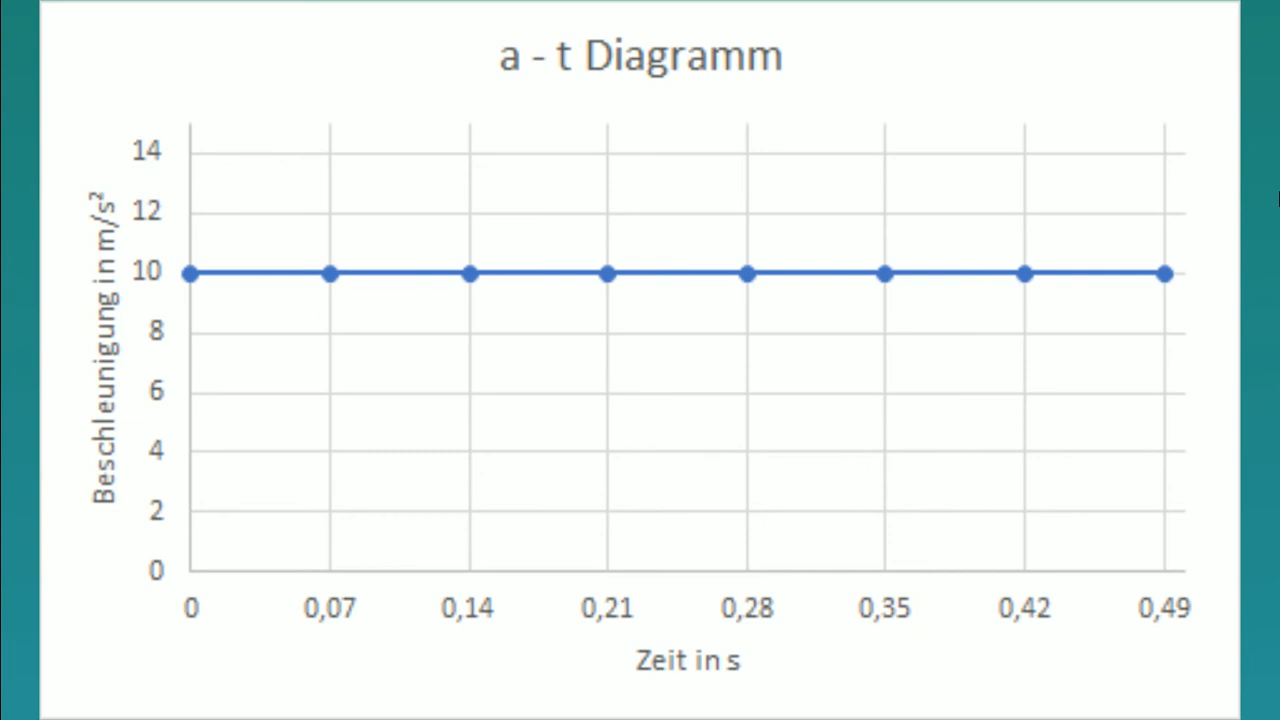 a - t Diagramm
Beschleunigung in m/s²
14
12
10
8
6
4
2
0
0 0,07 0,14 0,21 0,28 0,35 0,42 0,49
Zeit in s